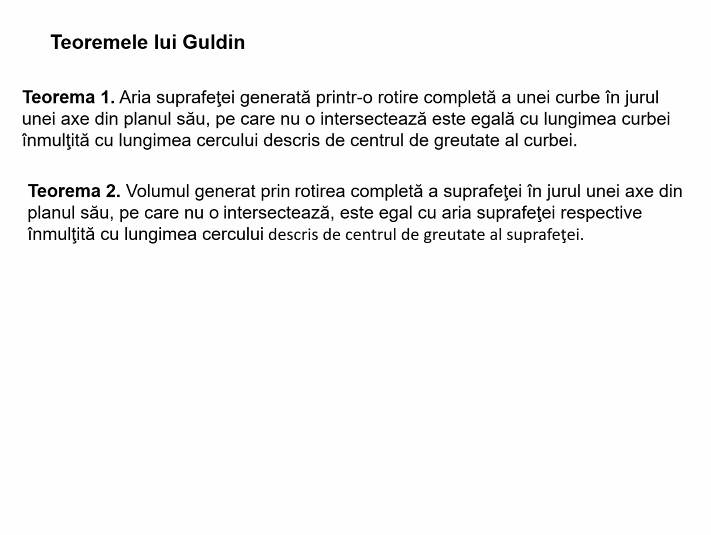 Teoremele lui Guldin
Teorema 1. Aria suprafeţei generată printr-o rotire completă a unei curbe în jurul
unei axe din planul său, pe care nu o intersectează este egală cu lungimea curbei
înmulţită cu lungimea cercului descris de centrul de greutate al curbei.
Teorema 2. Volumul generat prin rotirea completă a suprafeţei în jurul unei axe din
planul său, pe care nu o intersectează, este egal cu aria suprafeţei respective
înmulţită cu lungimea cercului descris de centrul de greutate al suprafeţei.